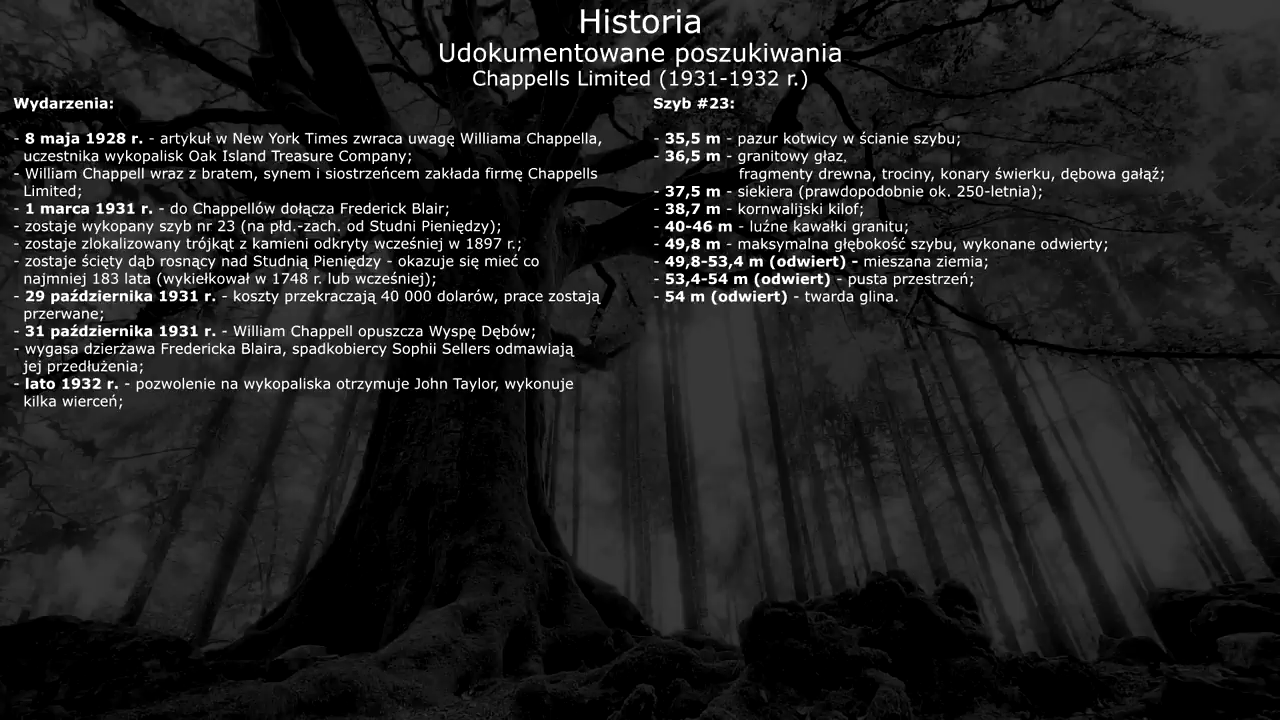 Historia
Udokumentowane poszukiwania
Chappells Limited (1931-1932 r.)
Wydarzenia:
- 8 maja 1928 r. - artykuł w New York Times zwraca uwagę Williama Chappella,
uczestnika wykopalisk Oak Island Treasure Company;
- William Chappell wraz z bratem, synem i siostrzeńcem zakłada firmę Chappells
Limited;
- 1 marca 1931 r. - do Chappellów dołącza Frederick Blair;
- zostaje wykopany szyb nr 23 (na płd.-zach. od Studni Pieniędzy);
- zostaje zlokalizowany trójkąt z kamieni odkryty wcześniej w 1897 r.;
- zostaje ścięty dąb rosnący nad Studnią Pieniędzy - okazuje się mieć co
najmniej 183 lata (wykiełkował w 1748 r. lub wcześniej);
- 29 października 1931 r. - koszty przekraczają 40 000 dolarów, prace zostają
przerwane;
- 31 października 1931 r. - William Chappell opuszcza Wyspę Dębów;
- wygasa dzierżawa Fredericka Blaira, spadkobiercy Sophii Sellers odmawiają
jej przedłużenia;
- lato 1932 r. - pozwolenie na wykopaliska otrzymuje John Taylor, wykonuje
kilka wierceń;
Szyb #23:
- 35,5 m - pazur kotwicy w ścianie szybu;
- 36,5 m - granitowy głaz,
fragmenty drewna, trociny, konary świerku, dębowa gałąź;
- 37,5 m - siekiera (prawdopodobnie ok. 250-letnia);
- 38,7 m - kornwalijski kilof;
- 40-46 m - luźne kawałki granitu;
- 49,8 m - maksymalna głębokość szybu, wykonane odwierty;
- 49,8-53,4 m (odwiert) - mieszana ziemia;
- 53,4-54 m (odwiert) - pusta przestrzeń;
- 54 m (odwiert) - twarda glina.